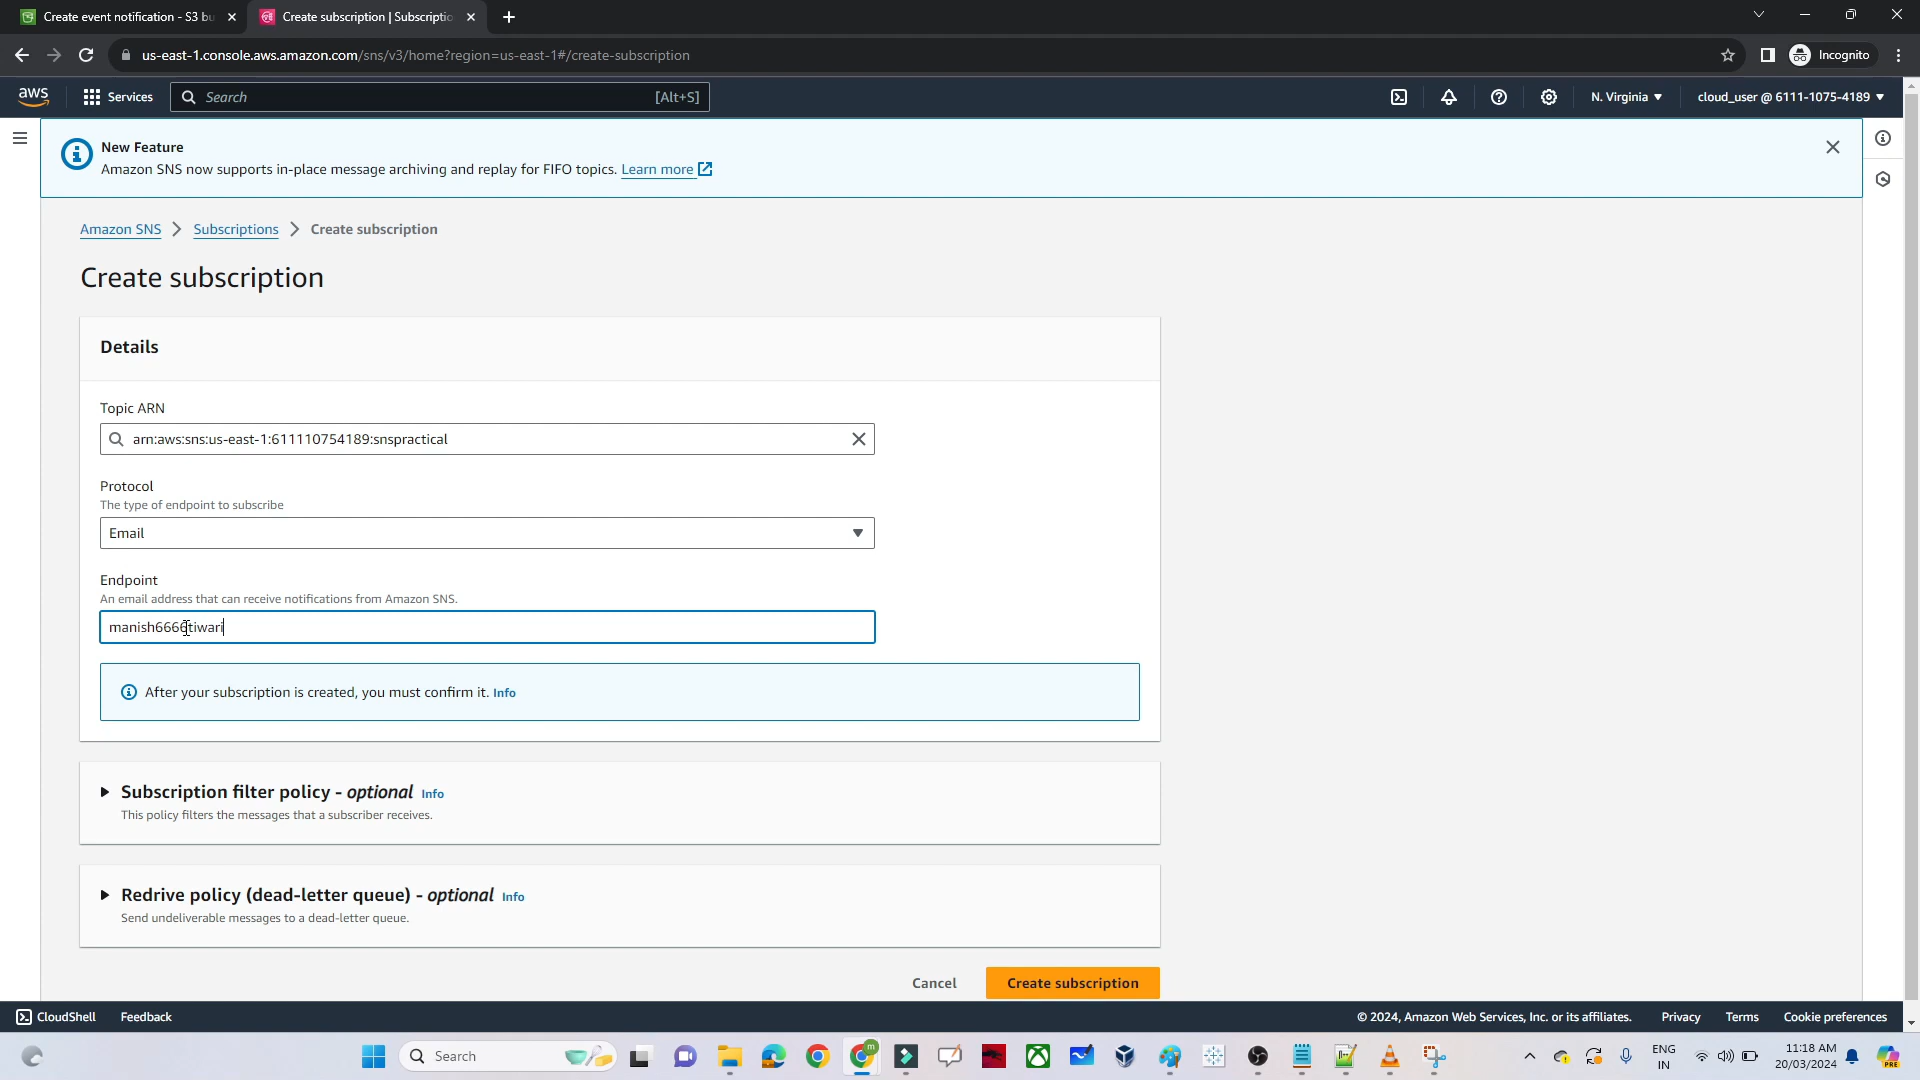 Create event notification - S3 bu
Create subscription | Subscriptio
us-east-1.console.aws.amazon.com/sns/v3/home?region=us-east-1#/create-subscription
Incognito
aws
Services
Search
[Alt+S]
N. Virginia
cloud_user @ 6111-1075-4189
New Feature
Amazon SNS now supports in-place message archiving and replay for FIFO topics. Learn more
Amazon SNS
Subscriptions
Create subscription
Create subscription
Details
Topic ARN
arn:aws:sns:us-east-1:611110754189:snspractical
Protocol
The type of endpoint to subscribe
Email
Endpoint
An email address that can receive notifications from Amazon SNS.
manish6666tiwari
After your subscription is created, you must confirm it. Info
Subscription filter policy - optional Info
This policy filters the messages that a subscriber receives.
Redrive policy (dead-letter queue) - optional Info
Send undeliverable messages to a dead-letter queue.
Cancel
Create subscription
CloudShell
Feedback
© 2024, Amazon Web Services, Inc. or its affiliates.
Privacy
Terms
Cookie preferences
Search
ENG
IN
11:18 AM
20/03/2024
PRE